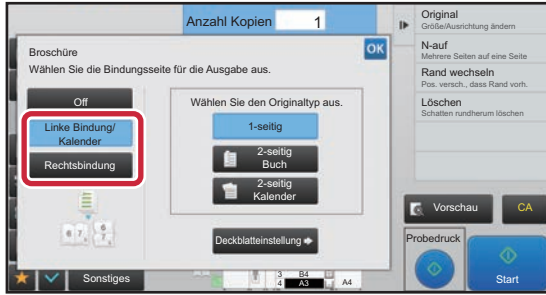 Anzahl Kopien 1
Broschüre
OK
Wählen Sie die Bindungsseite für die Ausgabe aus.
Off
Linke Bindung/
Kalender
Rechtsbindung
Wählen Sie den Originaltyp aus.
1-seitig
2-seitig
Buch
2-seitig
Kalender
Deckblatteinstellung
Sonstiges
3 B4
4 A3
A4
Original
Größe/Ausrichtung ändern
N-auf
Mehrere Seiten auf eine Seite
Rand wechseln
Pos. versch., dass Rand vorh.
Löschen
Schatten rundherum löschen
Vorschau
CA
Probedruck
Start